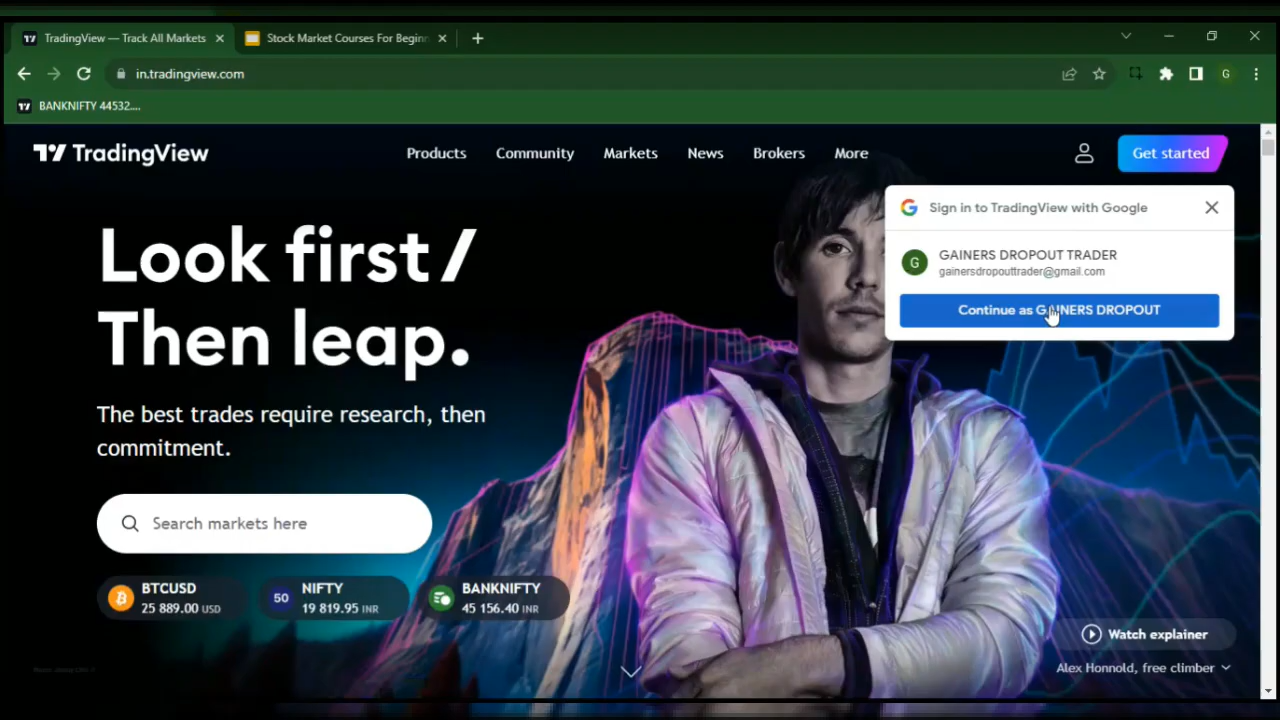 TradingView — Track All Markets
Stock Market Courses For Beginn
in.tradingview.com
G
BANKNIFTY 44532....
TradingView
Products
Community
Markets
News
Brokers
More
Get started
Sign in to TradingView with Google
G
GAINERS DROPOUT TRADER
gainersdropouttrader@gmail.com
Continue as GAINERS DROPOUT
Look first/
Then leap.
The best trades require research, then
commitment.
Search markets here
BTCUSD
25 889.00 USD
50
NIFTY
19 819.95 INR
BANKNIFTY
45 156.40 INR
Watch explainer
Alex Honnold, free climber